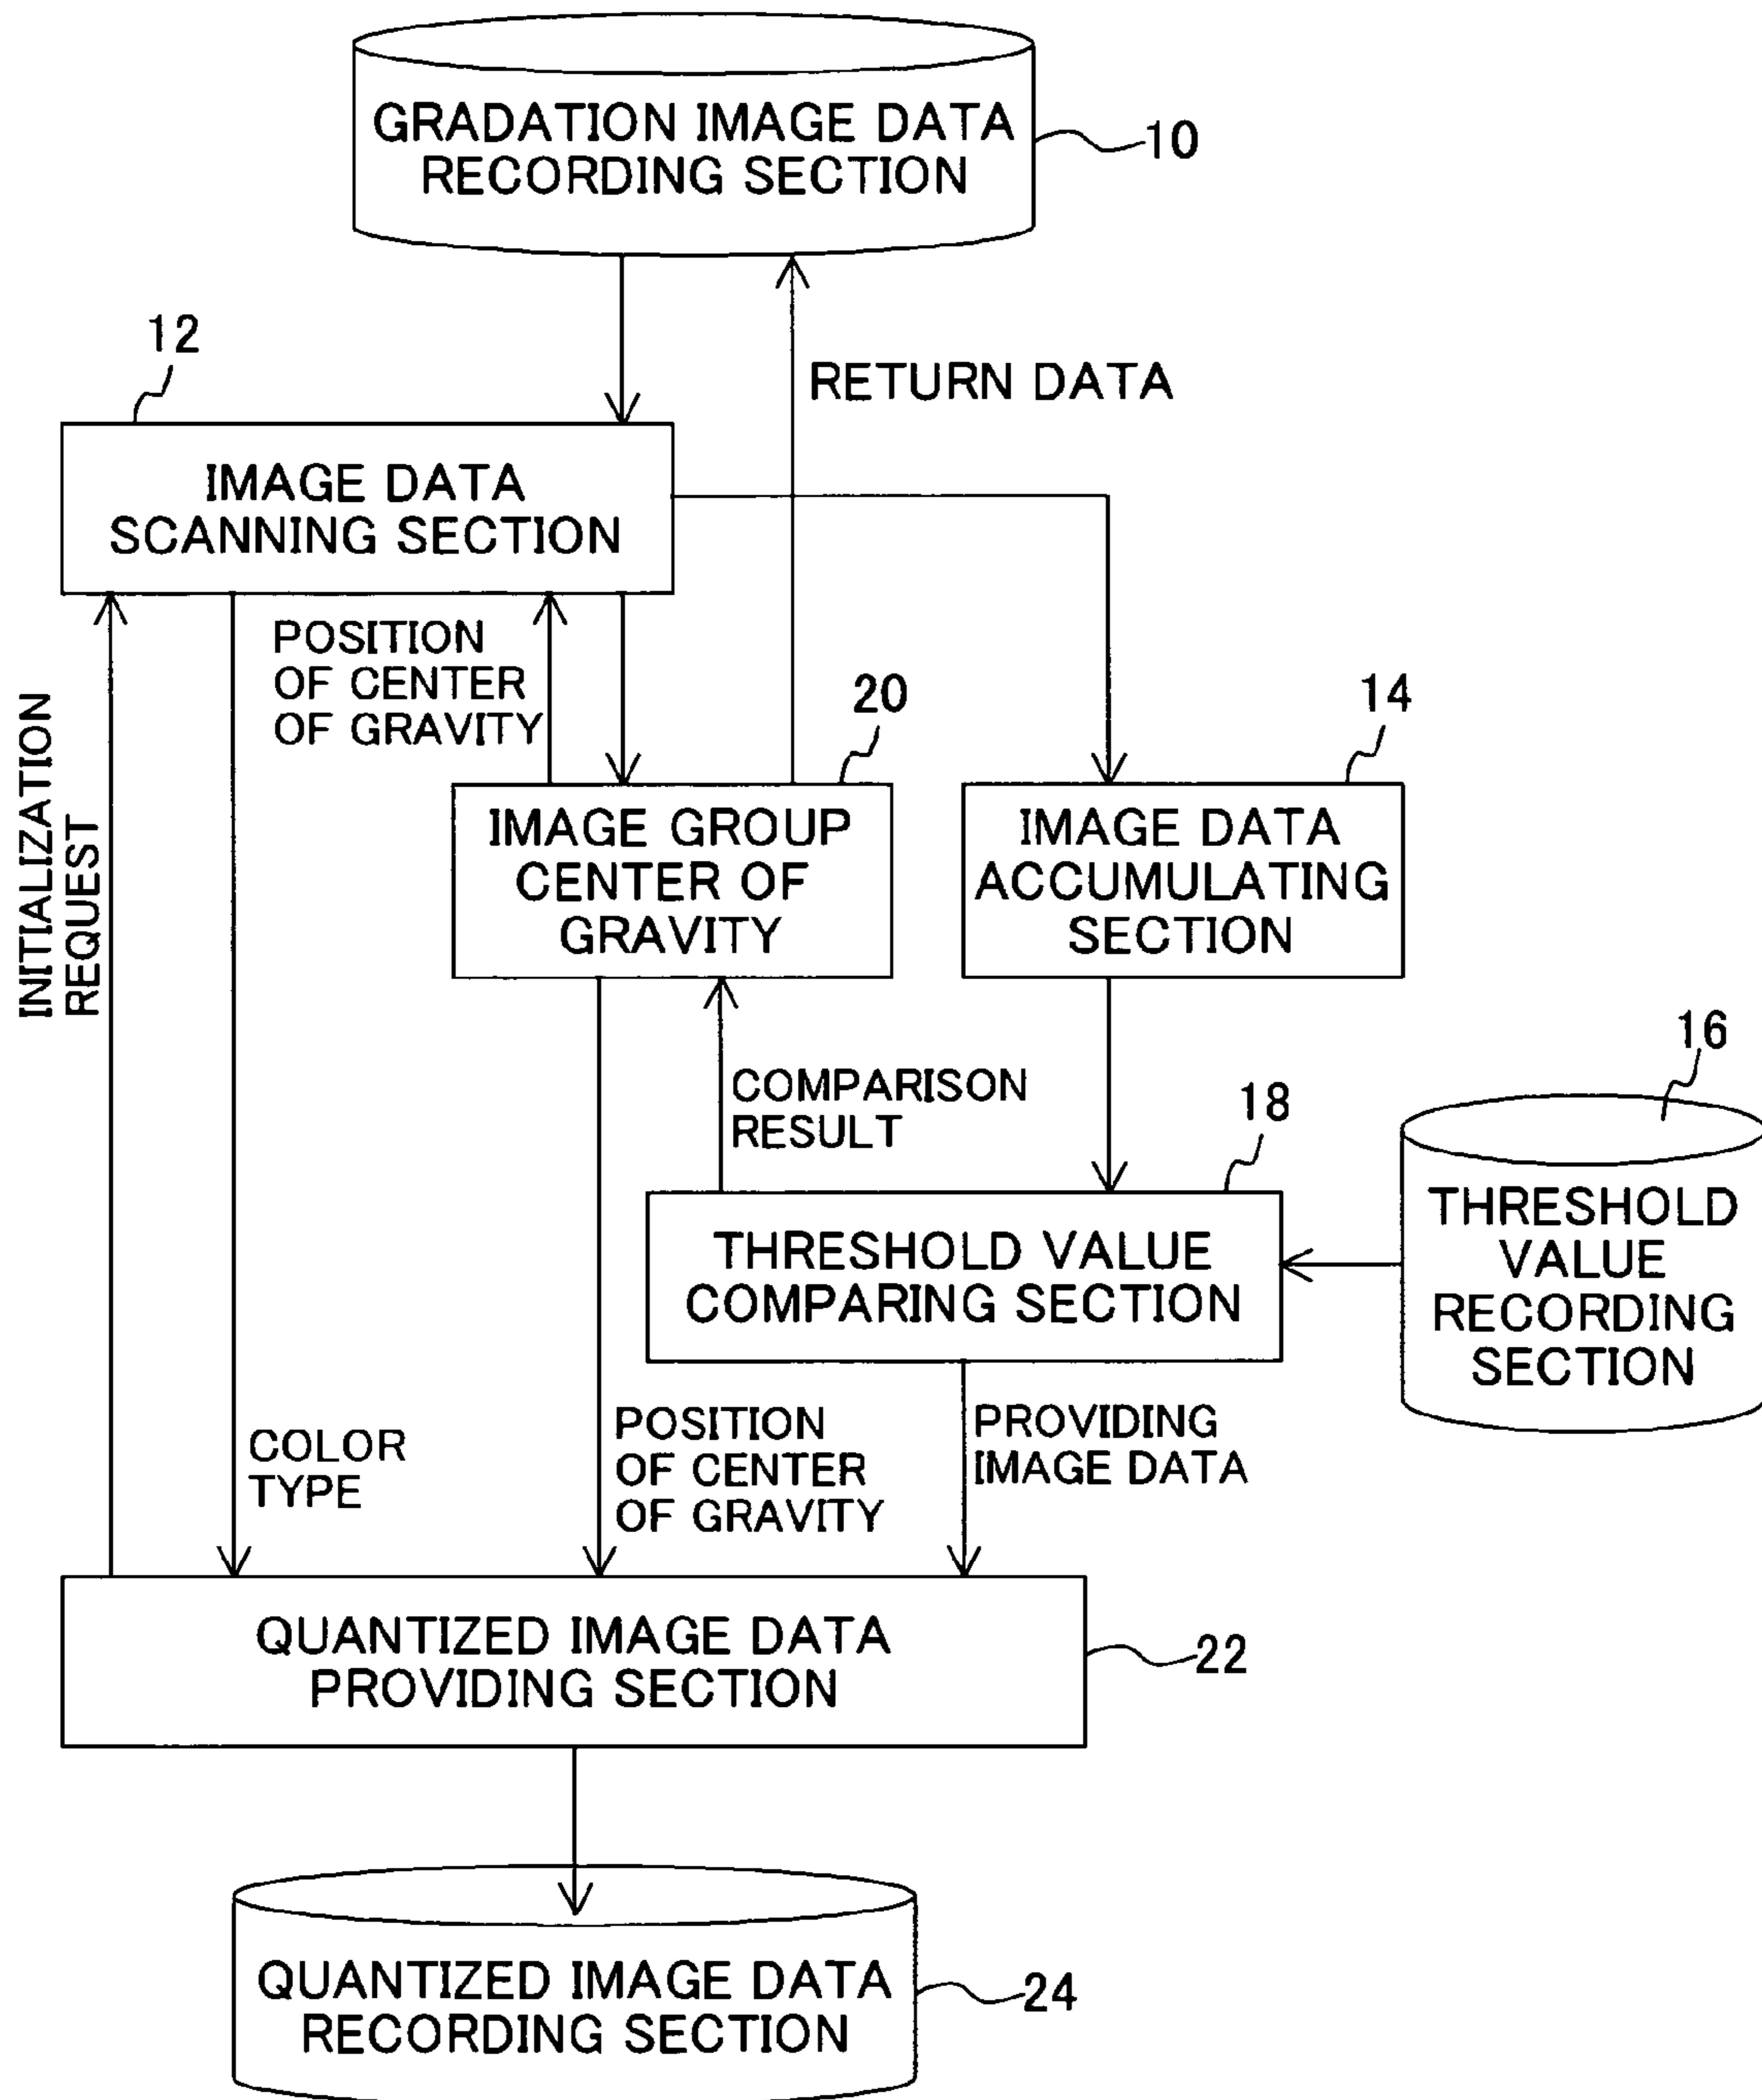 GRADATION IMAGE DATA
RECORDING SECTION
10
12
RETURN DATA
IMAGE DATA
SCANNING SECTION
INITIALIZATION
REQUEST
POSITION
OF CENTER
OF GRAVITY
20
14
IMAGE GROUP
CENTER OF
GRAVITY
IMAGE DATA
ACCUMULATING
SECTION
COMPARISON
RESULT
18
16
THRESHOLD VALUE
COMPARING SECTION
THRESHOLD
VALUE
RECORDING
SECTION
COLOR
TYPE
POSITION
OF CENTER
OF GRAVITY
PROVIDING
IMAGE DATA
QUANTIZED IMAGE DATA
PROVIDING SECTION
22
QUANTIZED IMAGE DATA
RECORDING SECTION
24